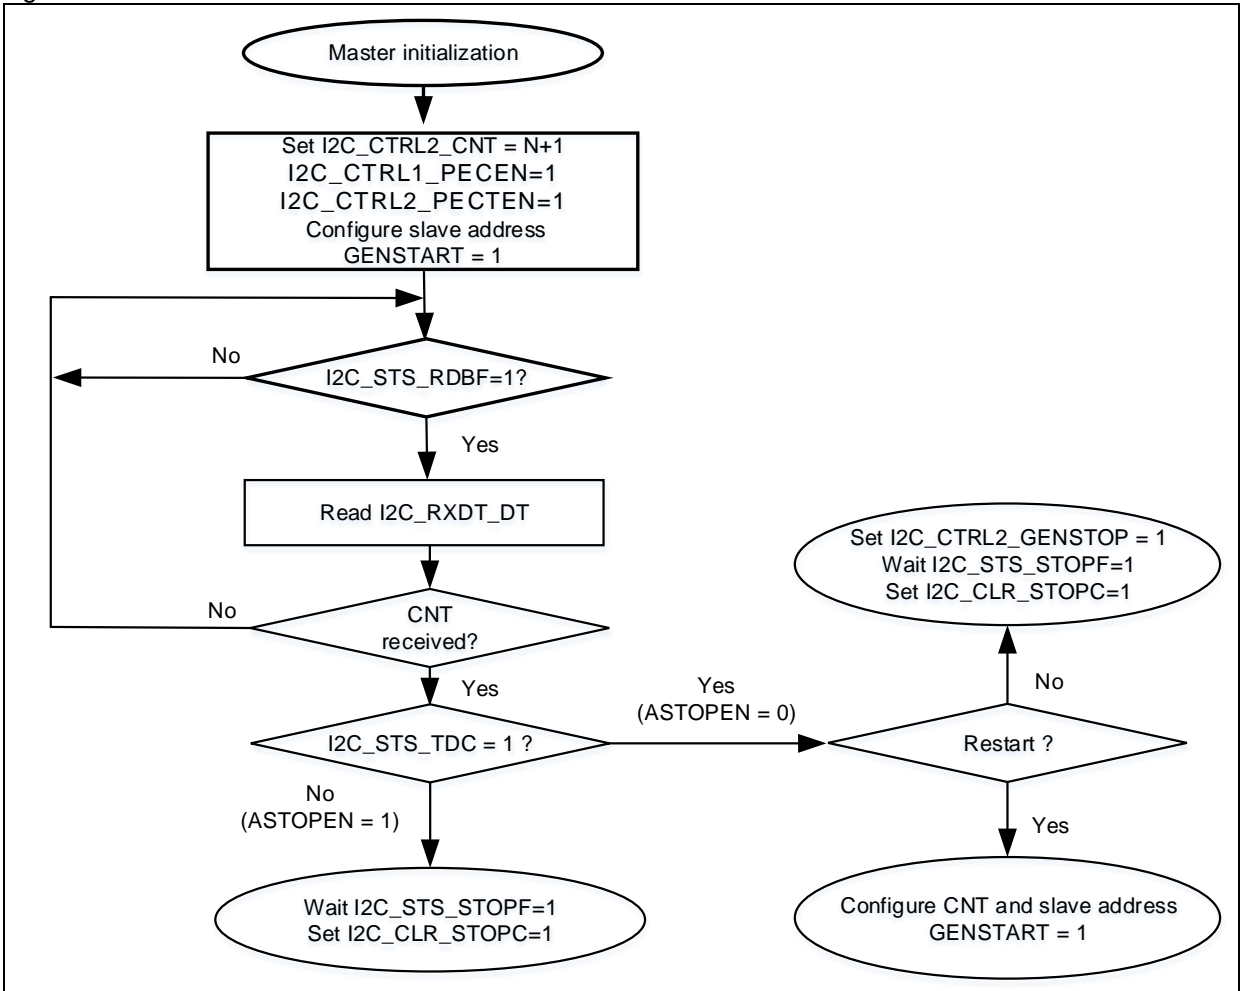 Master initialization
Set I2C_CTRL2_CNT = N+1
I2C_CTRL1_PECEN=1
I2C_CTRL2_PECTEN=1
Configure slave address
GENSTART = 1
No
I2C_STS_RDBF=1?
Yes
Read I2C_RXDT_DT
No
CNT
received?
Yes
I2C_STS_TDC = 1 ?
Yes
(ASTOPEN = 0)
No
(ASTOPEN = 1)
Wait I2C_STS_STOPF=1
Set I2C_CLR_STOPC=1
Set I2C_CTRL2_GENSTOP = 1
Wait I2C_STS_STOPF=1
Set I2C_CLR_STOPC=1
No
Restart ?
Yes
Configure CNT and slave address
GENSTART = 1